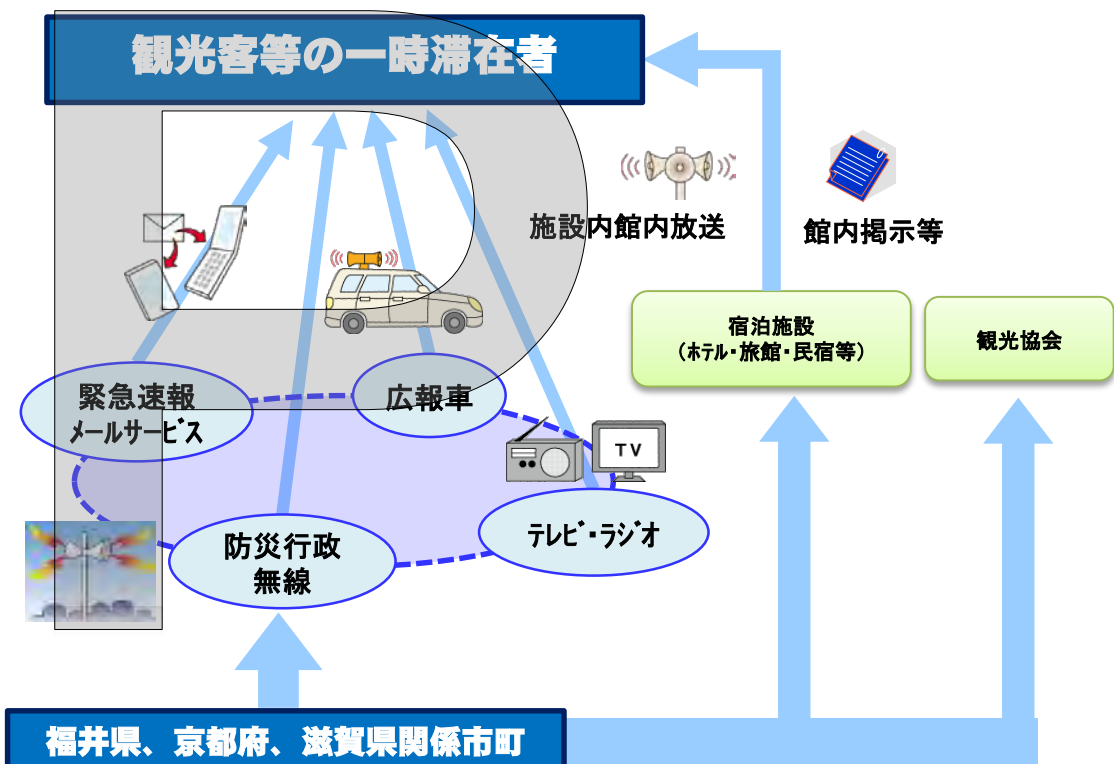 観光客等の一時滞在者
施設内館内放送
館内掲示等
宿泊施設
（ホテル・旅館・民宿等）
観光協会
緊急速報
メールサービス
広報車
TV
テレビ・ラジオ
防災行政
無線
福井県、京都府、滋賀県関係市町
P